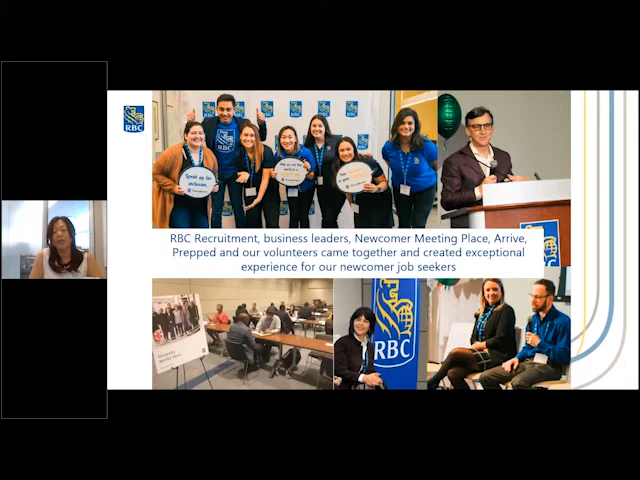 RBC
Speak up for
inclusion.
RBC Recruitment, business leaders, Newcomer Meeting Place, Arrive,
Prepped and our volunteers came together and created exceptional
experience for our newcomer job seekers
RBC